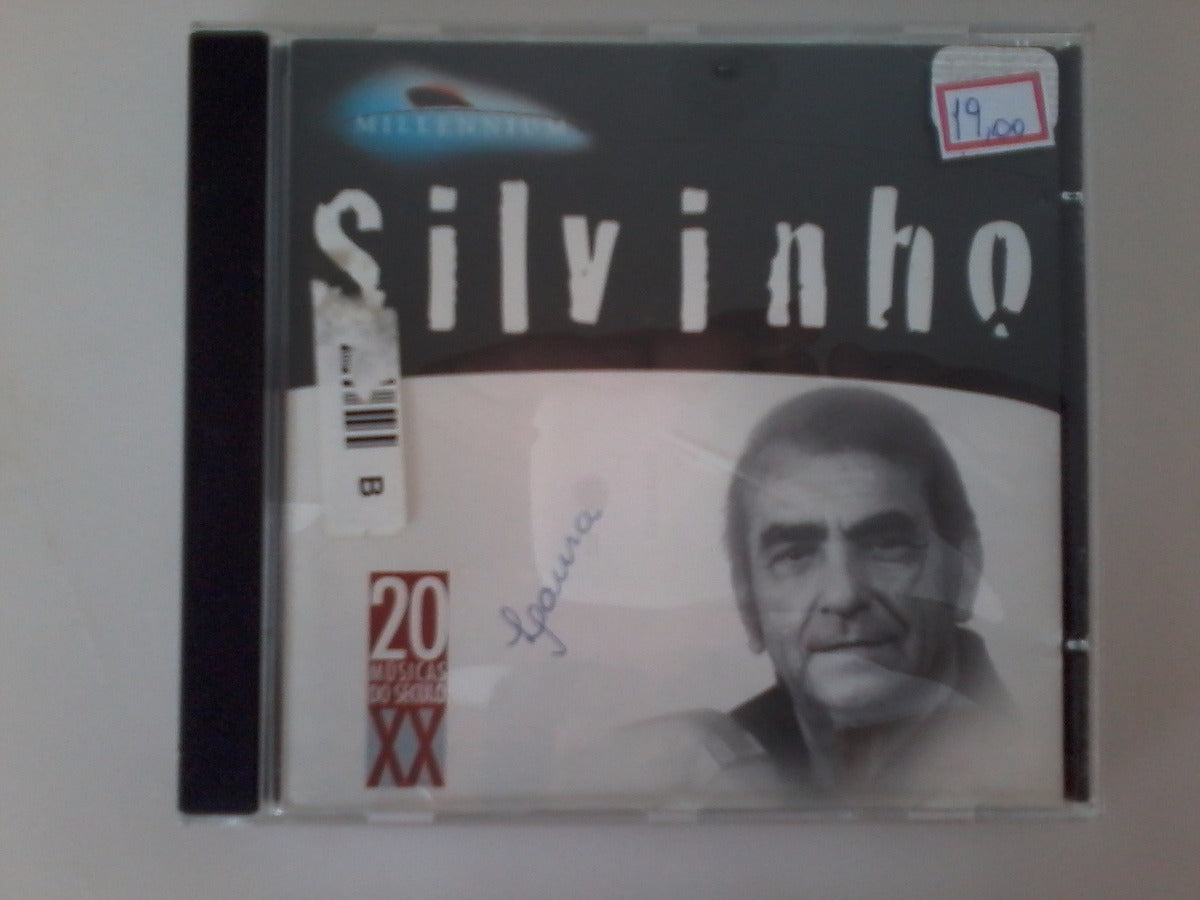 MILLENNIUM
19,00
Silvinho
B
20
MÚSICAS
DO SÉCULO
XX